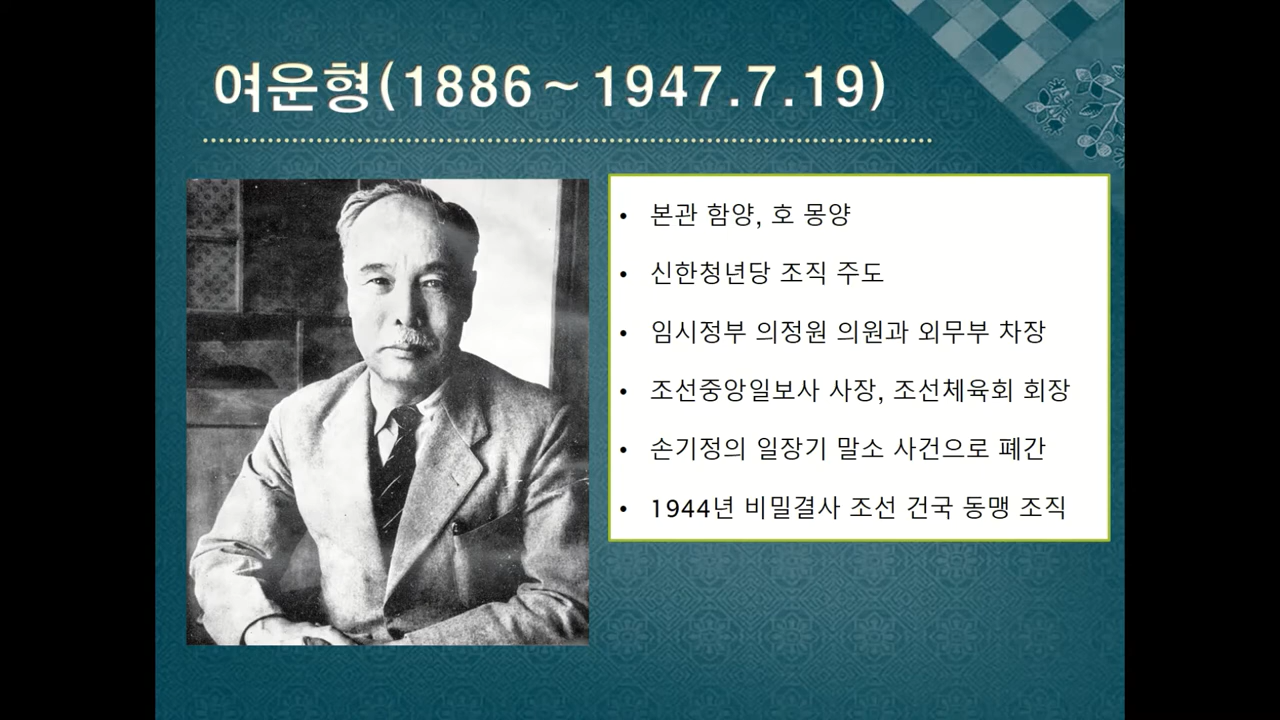 여운형(1886~1947.7.19)
• 본관 함양, 호 몽양
• 신한청년당 조직 주도
• 임시정부 의정원 의원과 외무부 차장
• 조선중앙일보사 사장, 조선체육회 회장
• 손기정의 일장기 말소 사건으로 폐간
• 1944년 비밀결사 조선 건국 동맹 조직